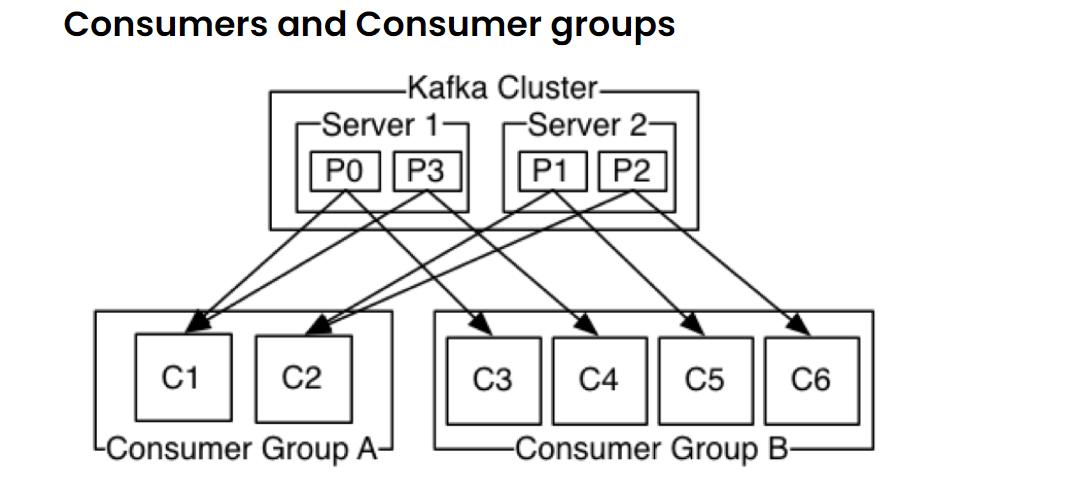 Consumers and Consumer groups
Kafka Cluster
Server 1 Server 2
P0 P3 P1 P2
C1 C2 C3 C4 C5 C6
Consumer Group A Consumer Group B